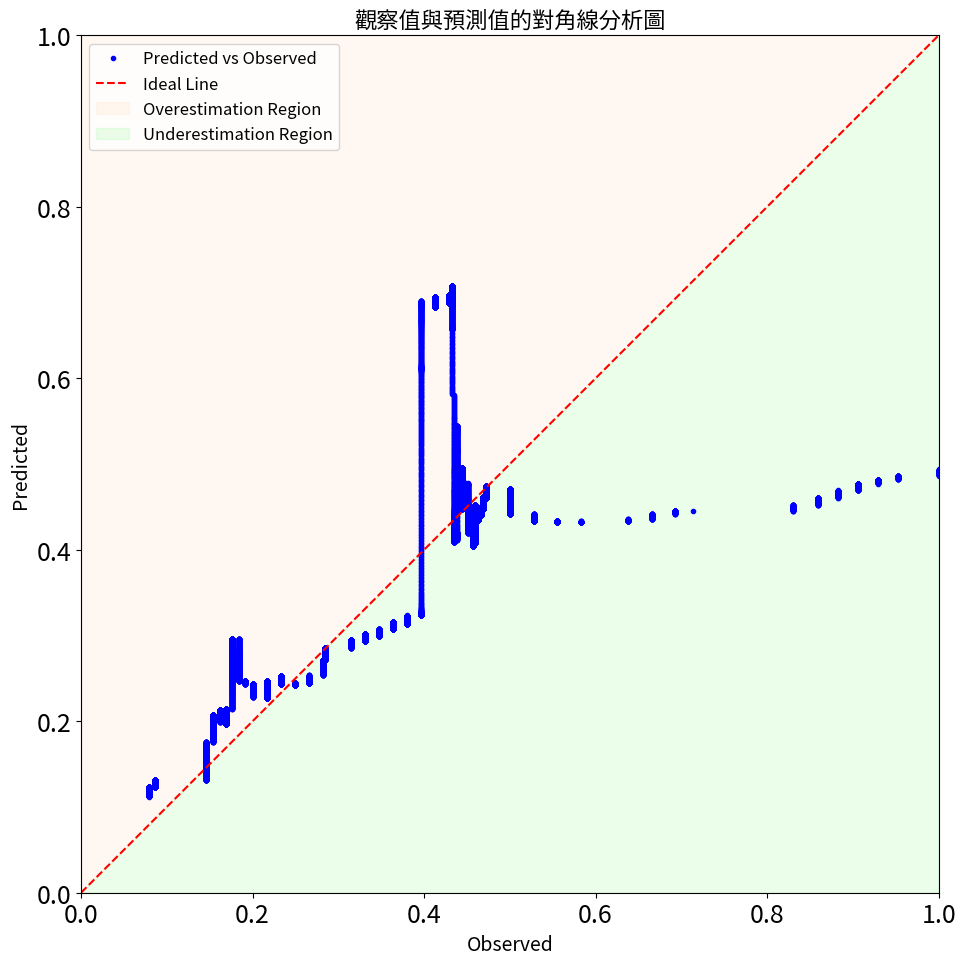 觀察值與預測值的對角線分析圖
Predicted vs Observed
Ideal Line
Overestimation Region
Underestimation Region
1.0
0.8
0.6
0.4
0.2
0.0
Predicted
0.0 0.2 0.4 0.6 0.8 1.0
Observed